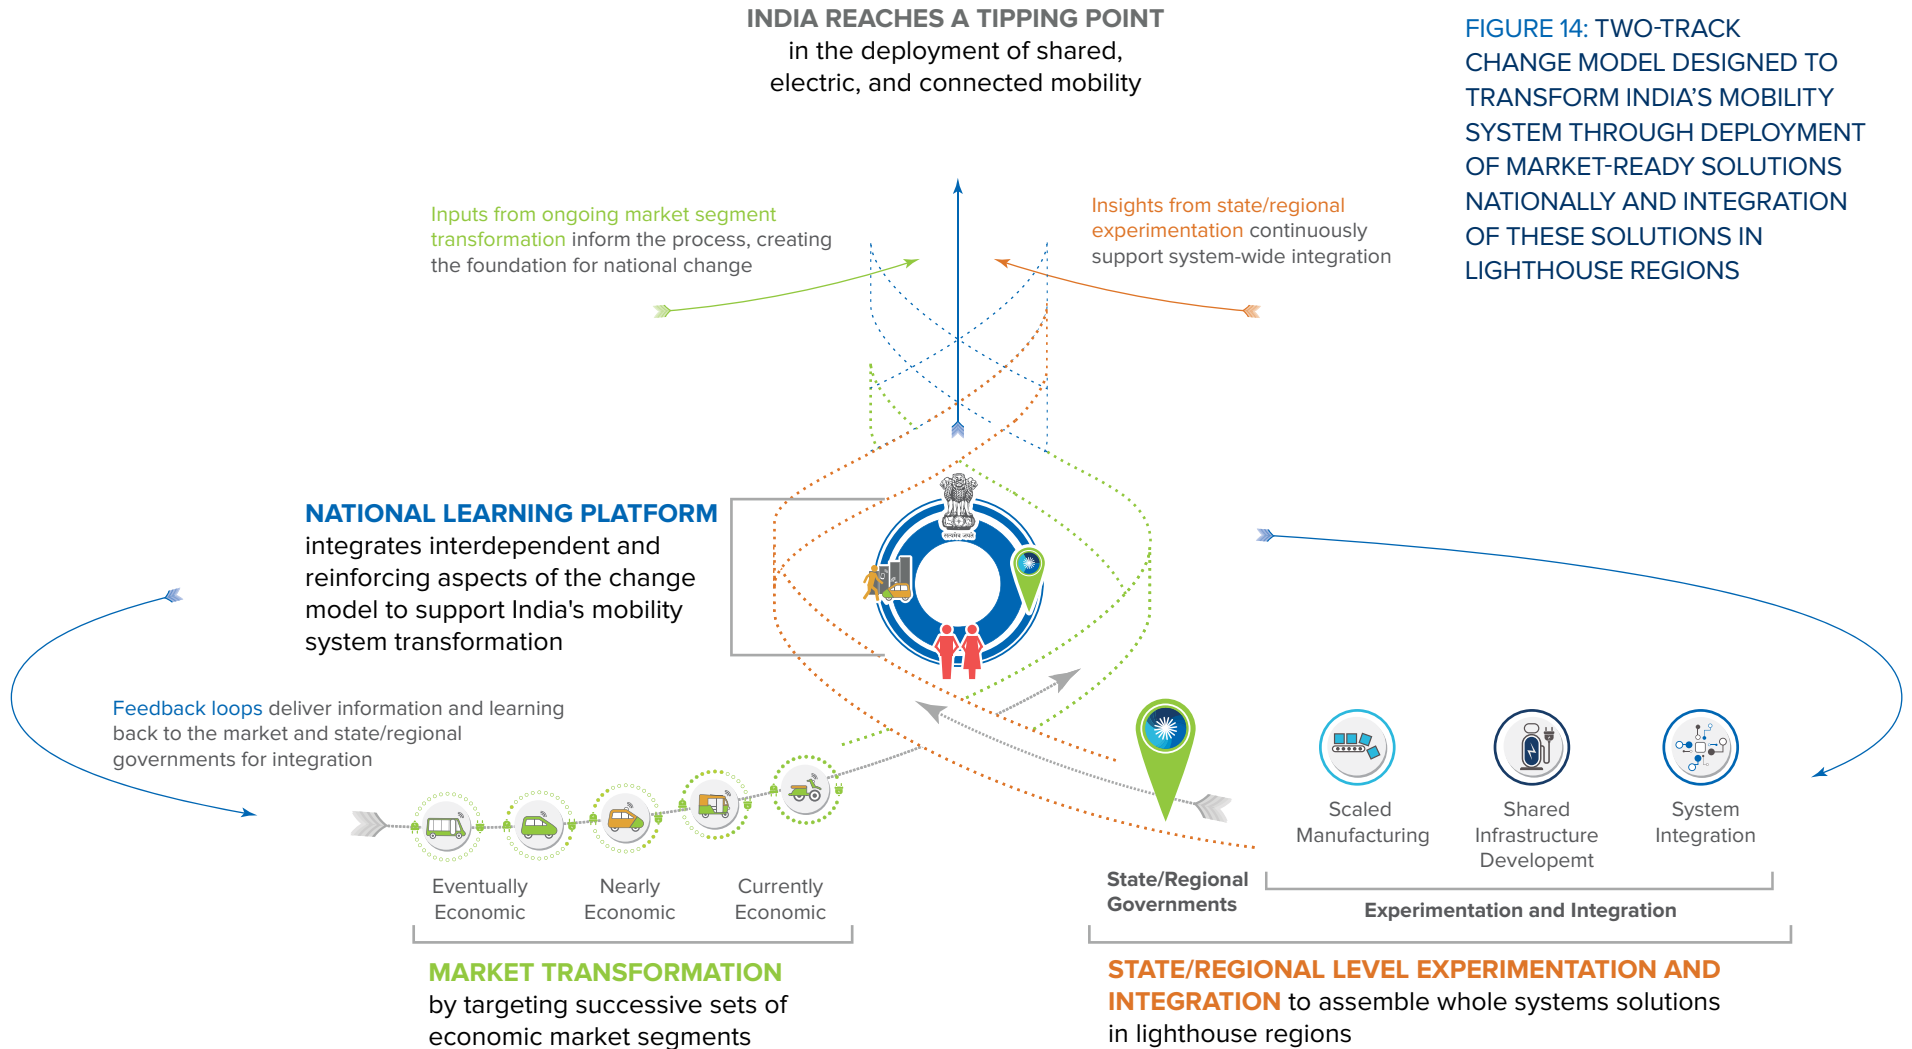 INDIA REACHES A TIPPING POINT
in the deployment of shared,
electric, and connected mobility
FIGURE 14: TWO-TRACK
CHANGE MODEL DESIGNED TO
TRANSFORM INDIA’S MOBILITY
SYSTEM THROUGH DEPLOYMENT
OF MARKET-READY SOLUTIONS
NATIONALLY AND INTEGRATION
OF THESE SOLUTIONS IN
LIGHTHOUSE REGIONS
Inputs from ongoing market segment
transformation inform the process, creating
the foundation for national change
Insights from state/regional
experimentation continuously
support system-wide integration
NATIONAL LEARNING PLATFORM
integrates interdependent and
reinforcing aspects of the change
model to support India's mobility
system transformation
सत्यमेव जयते
Feedback loops deliver information and learning
back to the market and state/regional
governments for integration
Eventually
Economic
Nearly
Economic
Currently
Economic
MARKET TRANSFORMATION
by targeting successive sets of
economic market segments
Scaled
Manufacturing
Shared
Infrastructure
Developemt
System
Integration
State/Regional
Governments
Experimentation and Integration
STATE/REGIONAL LEVEL EXPERIMENTATION AND
INTEGRATION to assemble whole systems solutions
in lighthouse regions